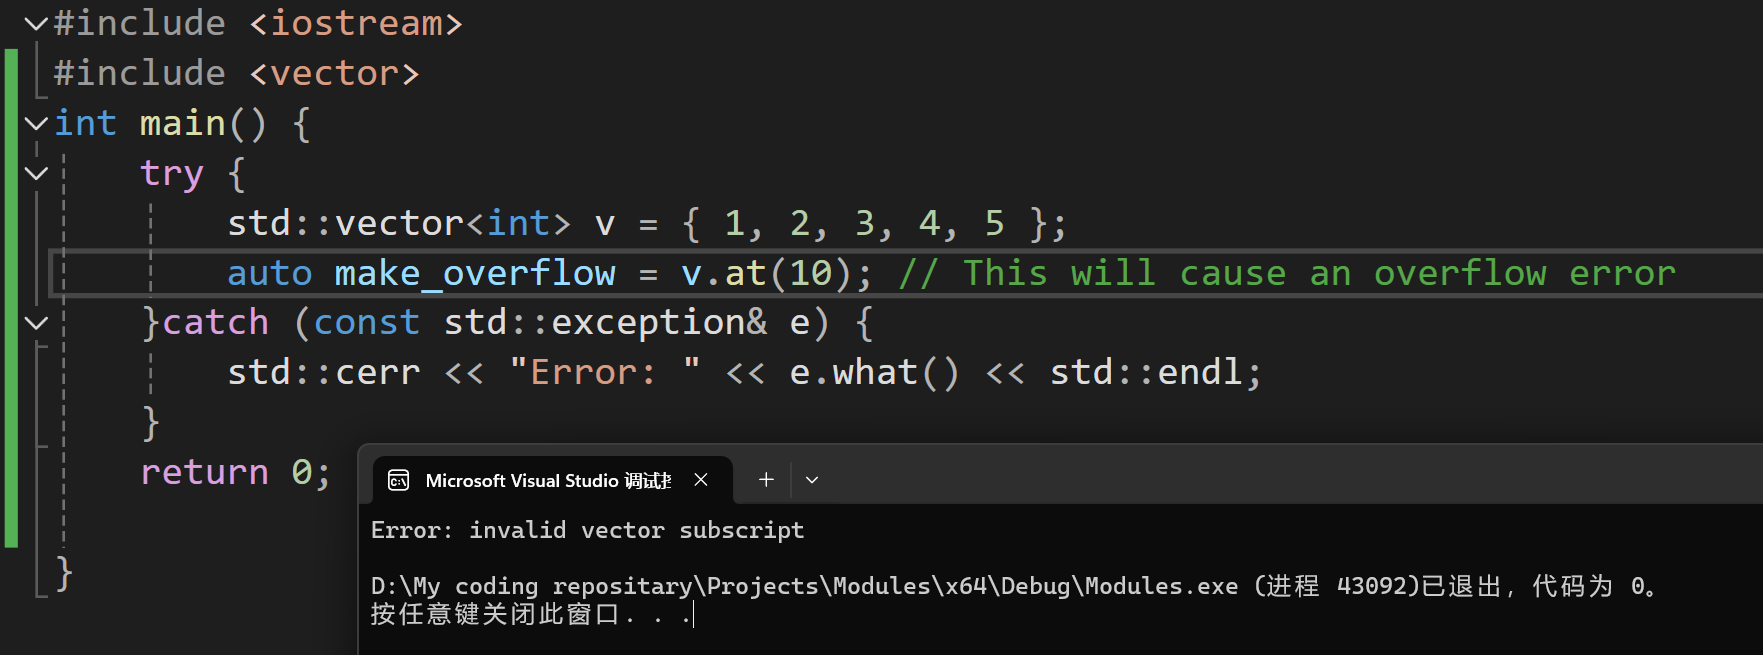 #include <iostream>
#include <vector>
int main() {
    try {
        std::vector<int> v = { 1, 2, 3, 4, 5 };
        auto make_overflow = v.at(10); // This will cause an overflow error
    }catch (const std::exception& e) {
        std::cerr << "Error: " << e.what() << std::endl;
    }
    return 0;
}
Microsoft Visual Studio 调试
Error: invalid vector subscript
D:\My coding repositary\Projects\Modules\x64\Debug\Modules.exe (进程 43092)已退出，代码为 0。
按任意键关闭此窗口. . .